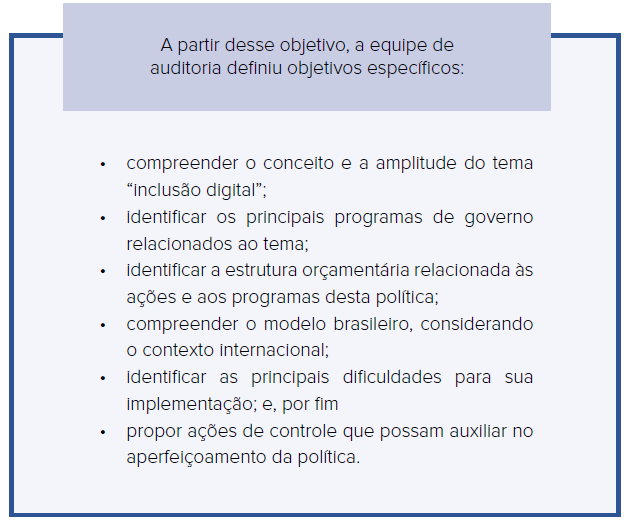 A partir desse objetivo, a equipe de
auditoria definiu objetivos específicos:
• compreender o conceito e a amplitude do tema
“inclusão digital”;
• identificar os principais programas de governo
relacionados ao tema;
• identificar a estrutura orçamentária relacionada às
ações e aos programas desta política;
• compreender o modelo brasileiro, considerando
o contexto internacional;
• identificar as principais dificuldades para sua
implementação; e, por fim
• propor ações de controle que possam auxiliar no
aperfeiçoamento da política.